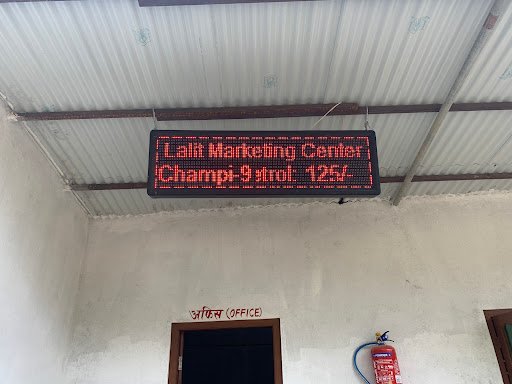 Lalit Marketing Center
Champi-9 :trol: 125/-
अफिस (OFFICE)